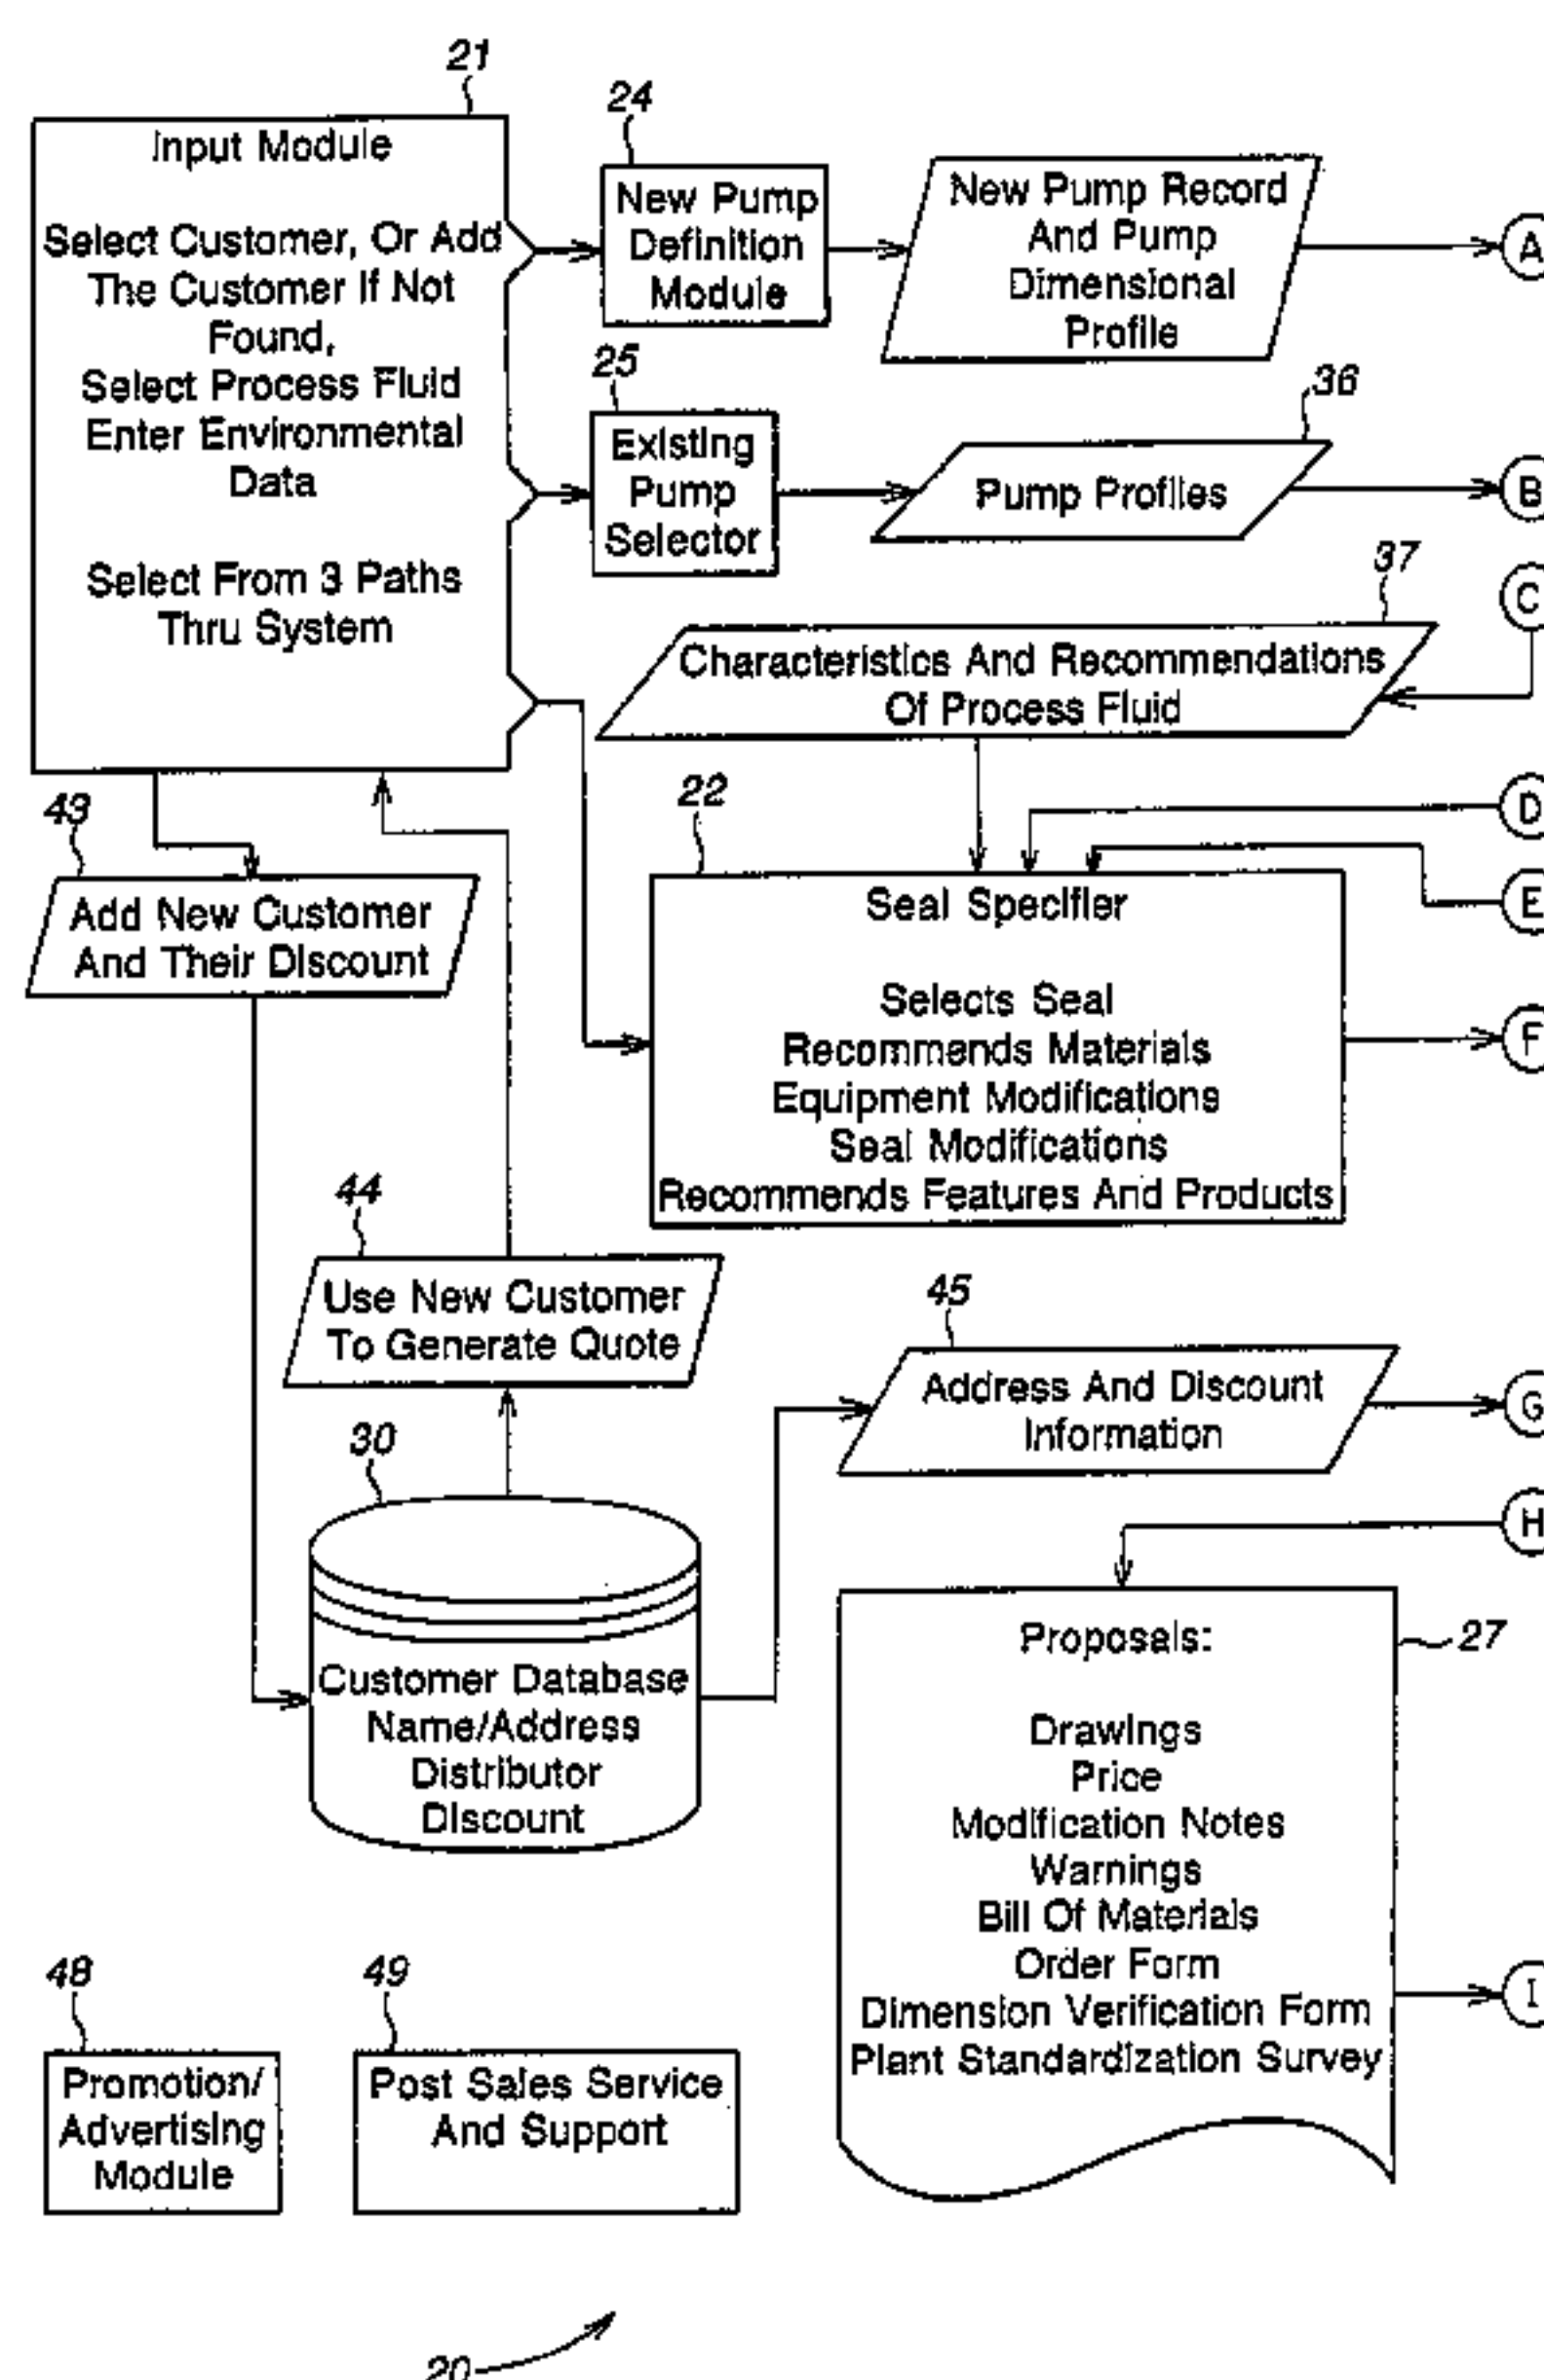 21
Input Module
Select Customer, Or Add
The Customer If Not
Found,
Select Process Fluid
Enter Environmental
Data
Select From 3 Paths
Thru System
24
New Pump
Definition
Module
New Pump Record
And Pump
Dimensional
Profile
A
25
Existing
Pump
Selector
36
Pump Profiles
B
37
Characteristics And Recommendations
Of Process Fluid
C
43
Add New Customer
And Their Discount
22
Seal Specifier
Selects Seal
Recommends Materials
Equipment Modifications
Seal Modifications
Recommends Features And Products
D
E
F
44
Use New Customer
To Generate Quote
45
Address And Discount
Information
G
30
Customer Database
Name/Address
Distributor
Discount
H
27
Proposals:
Drawings
Price
Modification Notes
Warnings
Bill Of Materials
Order Form
Dimension Verification Form
Plant Standardization Survey
I
48
Promotion/
Advertising
Module
49
Post Sales Service
And Support
20